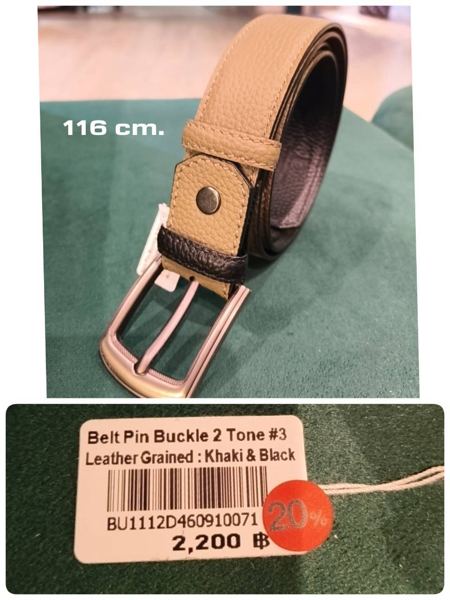 116 cm.
Belt Pin Buckle 2 Tone #3
Leather Grained : Khaki & Black
BU1112D460910071
20%
2,200 ฿